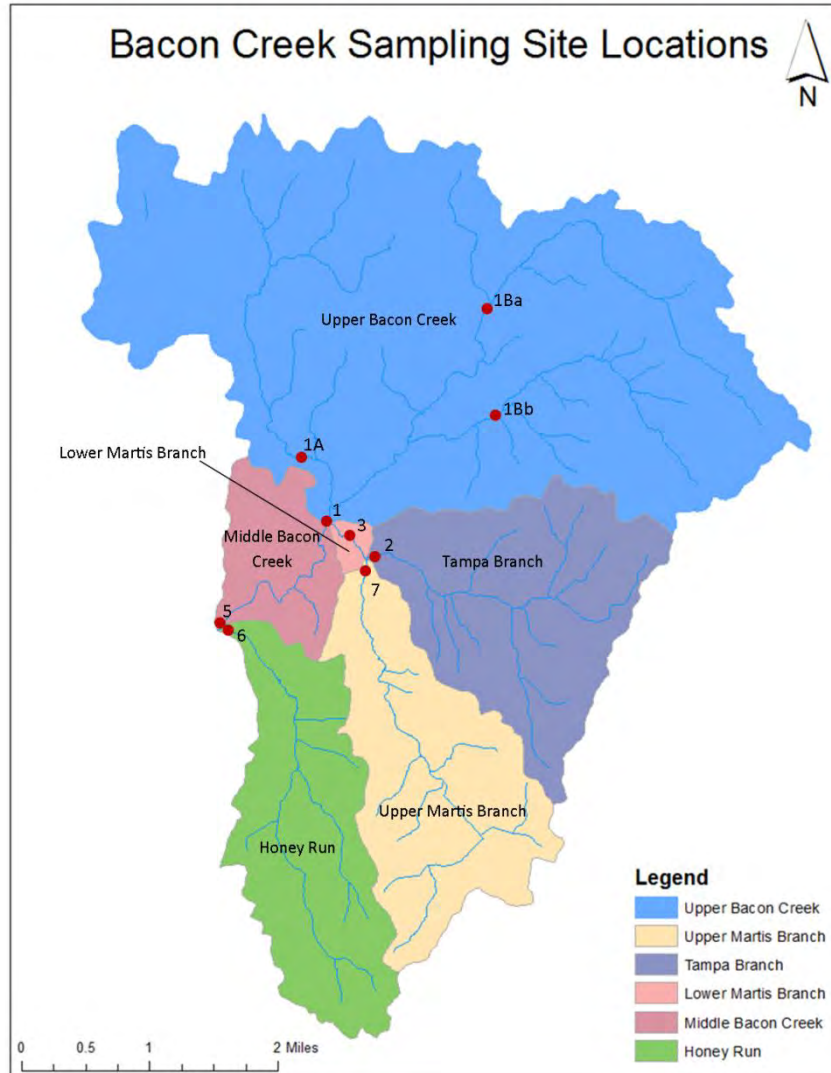 Bacon Creek Sampling Site Locations
N
1Ba
Upper Bacon Creek
1Bb
1A
Lower Martis Branch
1
3
Middle Bacon
Creek
2
Tampa Branch
7
5
6
Upper Martis Branch
Honey Run
Legend
Upper Bacon Creek
Upper Martis Branch
Tampa Branch
Lower Martis Branch
Middle Bacon Creek
Honey Run
0 0.5 1 2 Miles